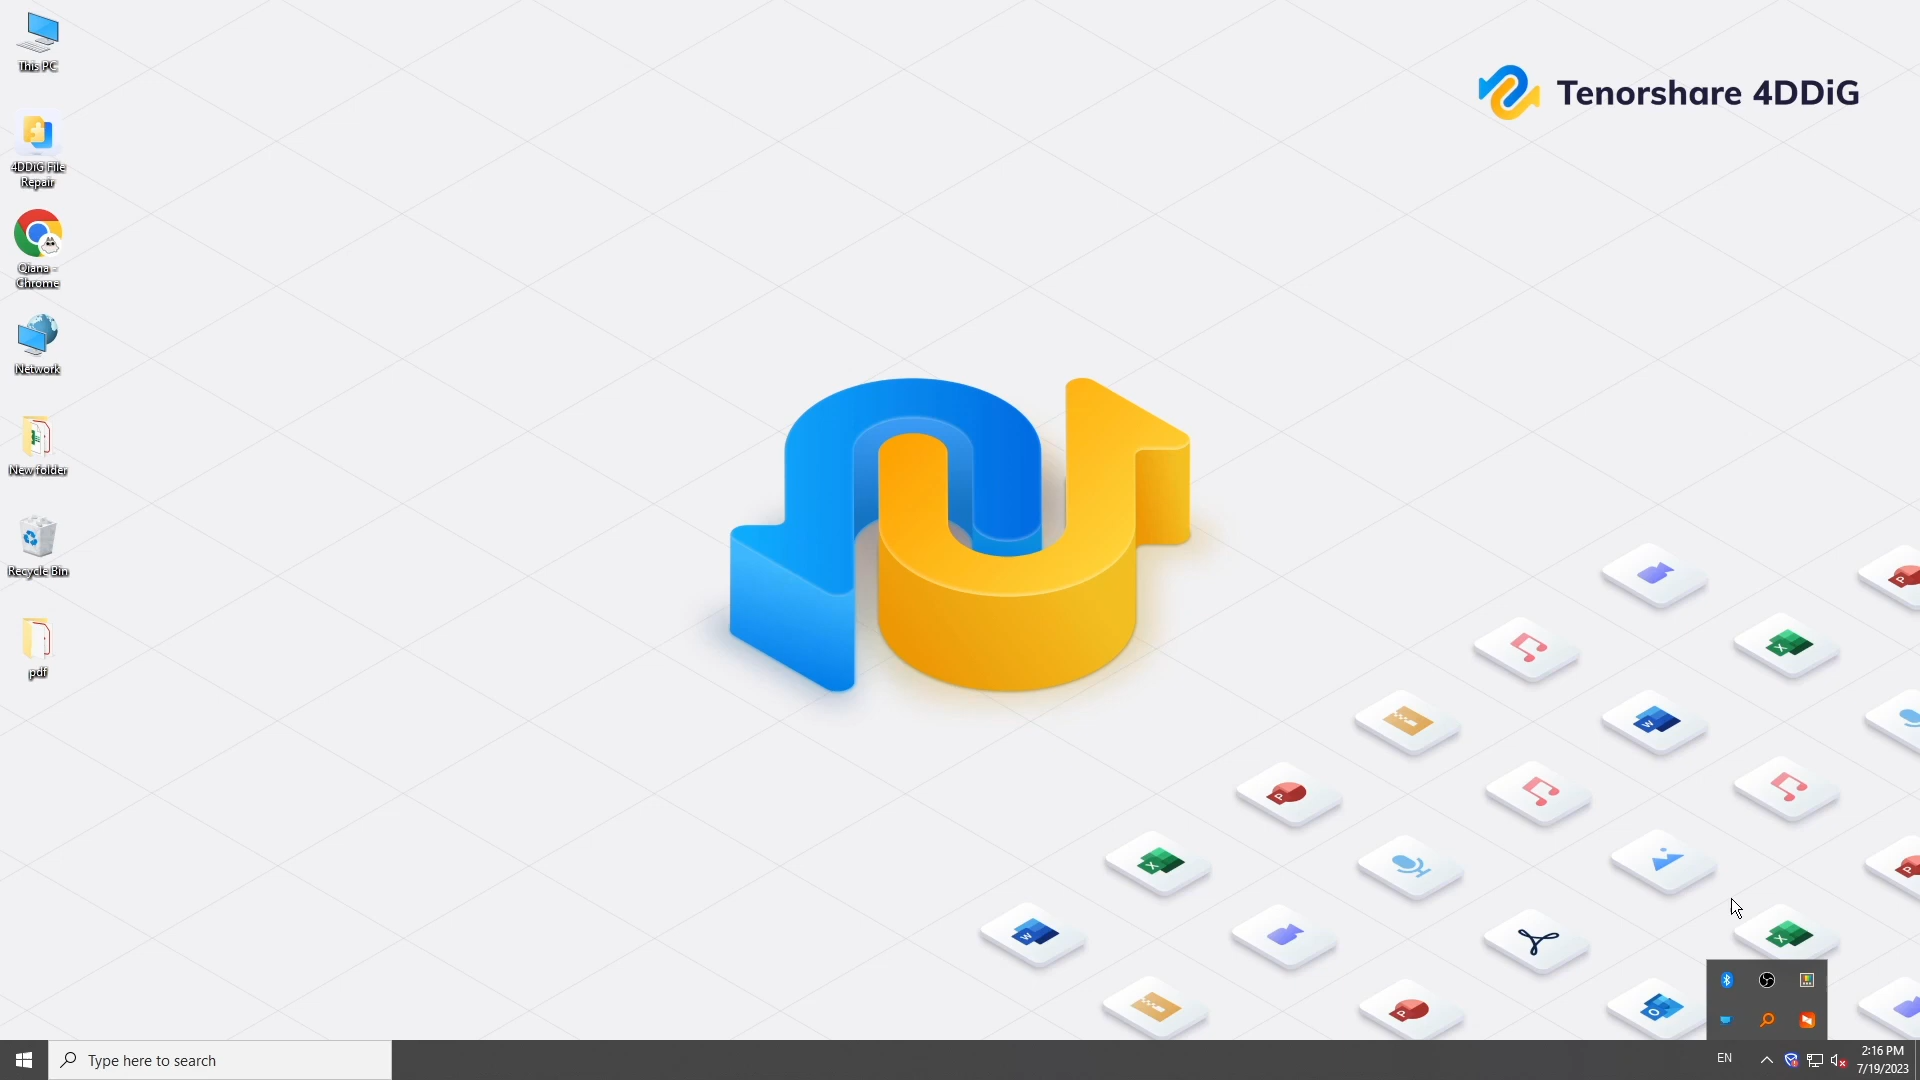 This PC
Tenorshare 4DDiG
4DDiG File
Repair
Qiana -
Chrome
Network
New folder
Recycle Bin
pdf
Type here to search
EN
2:16 PM
7/19/2023